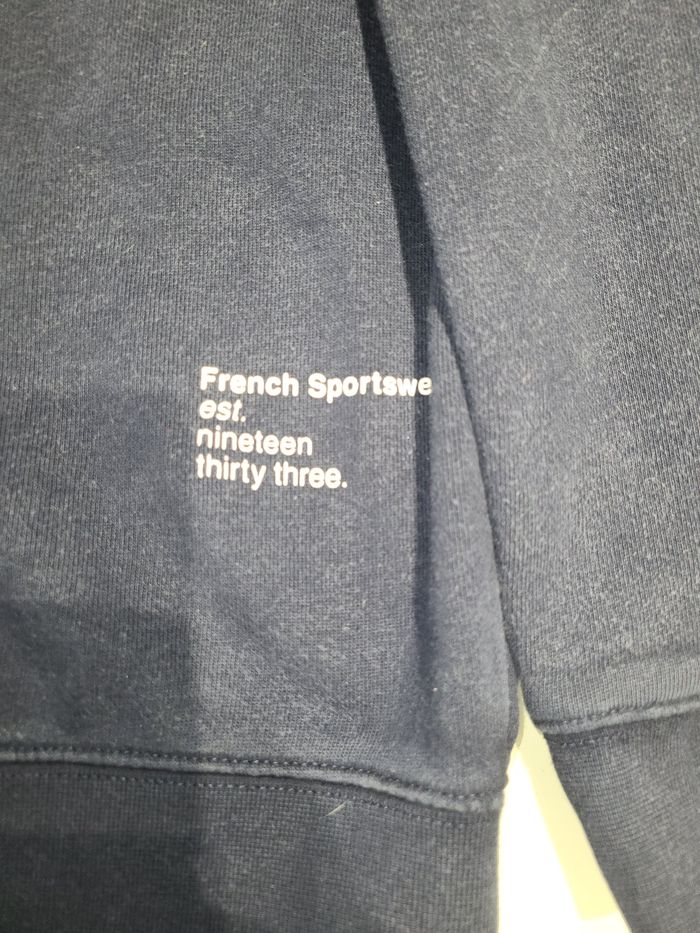 French Sportswe
est.
nineteen
thirty three.